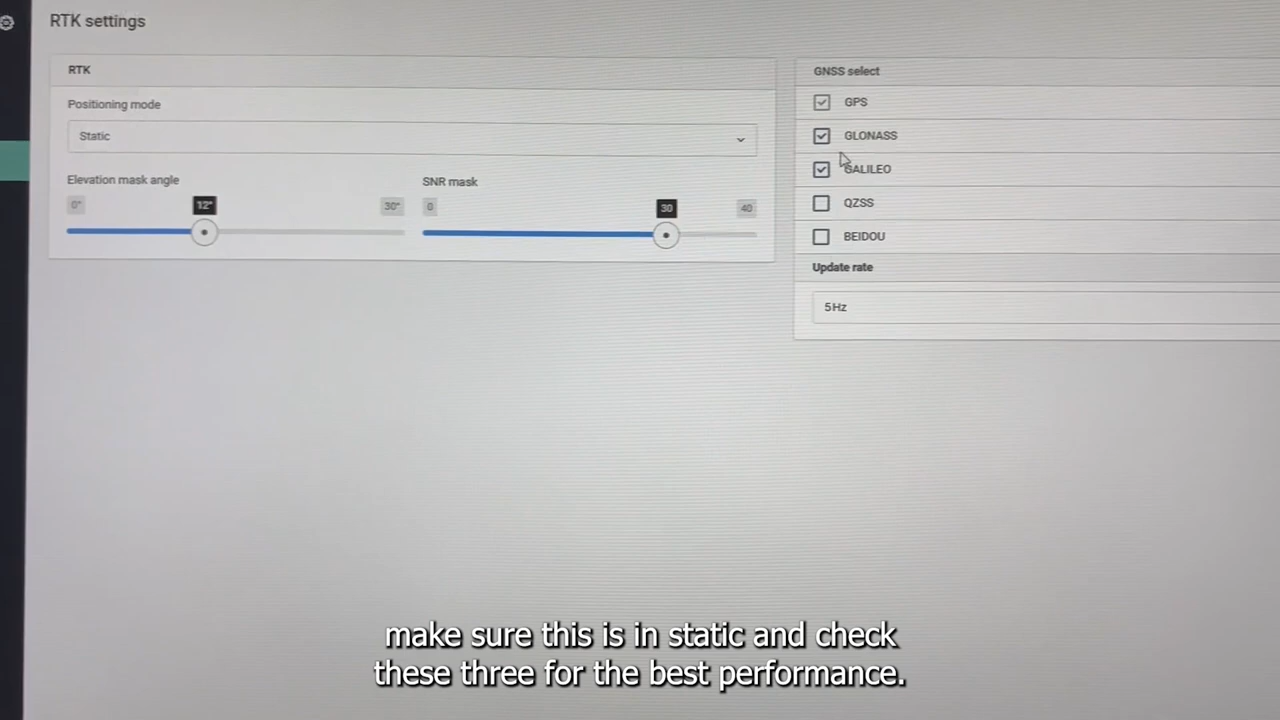 RTK settings
RTK
Positioning mode
Static
Elevation mask angle
0°
12°
30°
SNR mask
0
30
40
GNSS select
GPS
GLONASS
GALILEO
QZSS
BEIDOU
Update rate
5Hz
make sure this is in static and check
these three for the best performance.